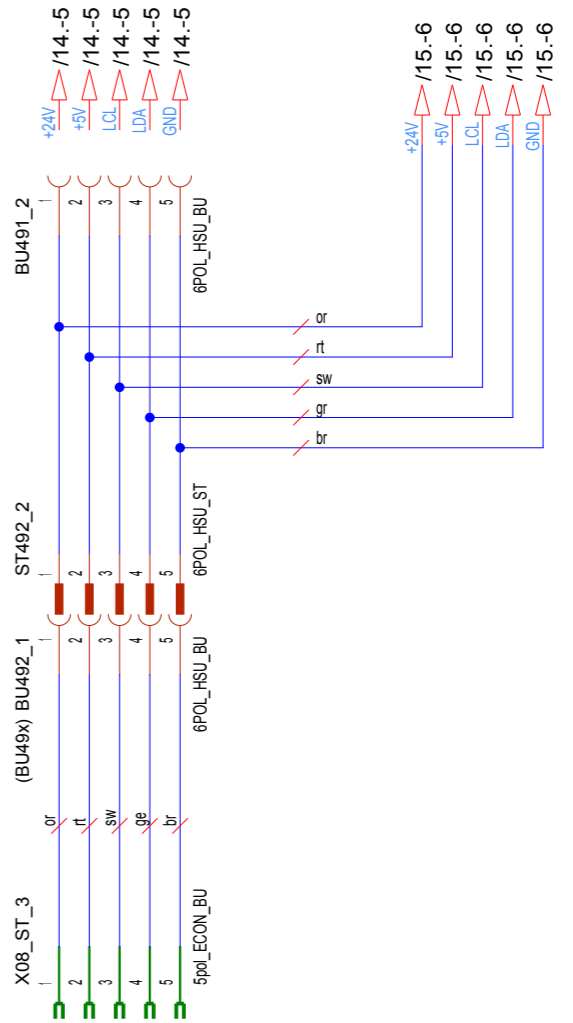 /14.-5
/14.-5
/14.-5
/14.-5
/14.-5
+24V
+5V
LCL
LDA
GND
BU491_2
1
2
3
4
5
6POL_HSU_BU
/15.-6
/15.-6
/15.-6
/15.-6
/15.-6
+24V
+5V
LCL
LDA
GND
or
rt
sw
gr
br
ST492_2
1
2
3
4
5
6POL_HSU_ST
(BU49x) BU492_1
1
2
3
4
5
6POL_HSU_BU
or
rt
sw
ge
br
X08_ST_3
1
2
3
4
5
5pol_ECON_BU